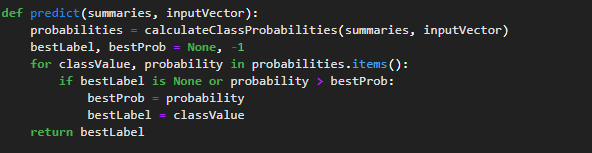 def predict(summaries, inputVector):
    probabilities = calculateClassProbabilities(summaries, inputVector)
    bestLabel, bestProb = None, -1
    for classValue, probability in probabilities.items():
        if bestLabel is None or probability > bestProb:
            bestProb = probability
            bestLabel = classValue
    return bestLabel